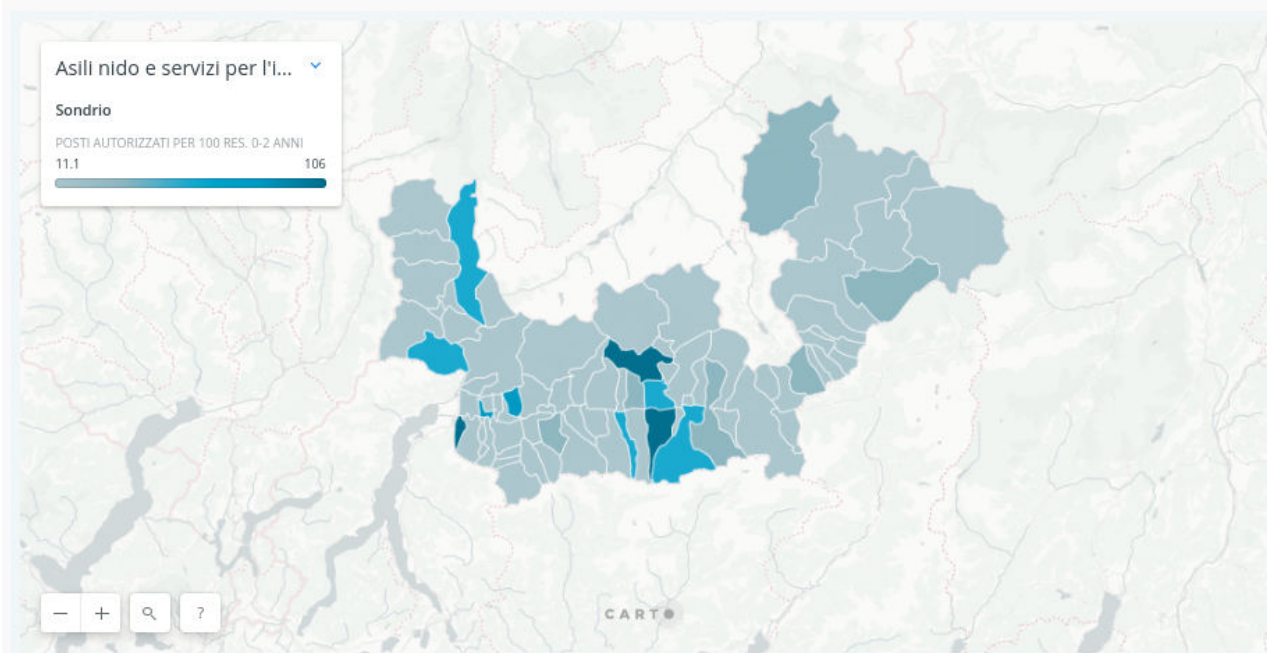 Asili nido e servizi per l'i...
Sondrio
POSTI AUTORIZZATI PER 100 RES. 0-2 ANNI
11.1 106
− + ?
CARTO